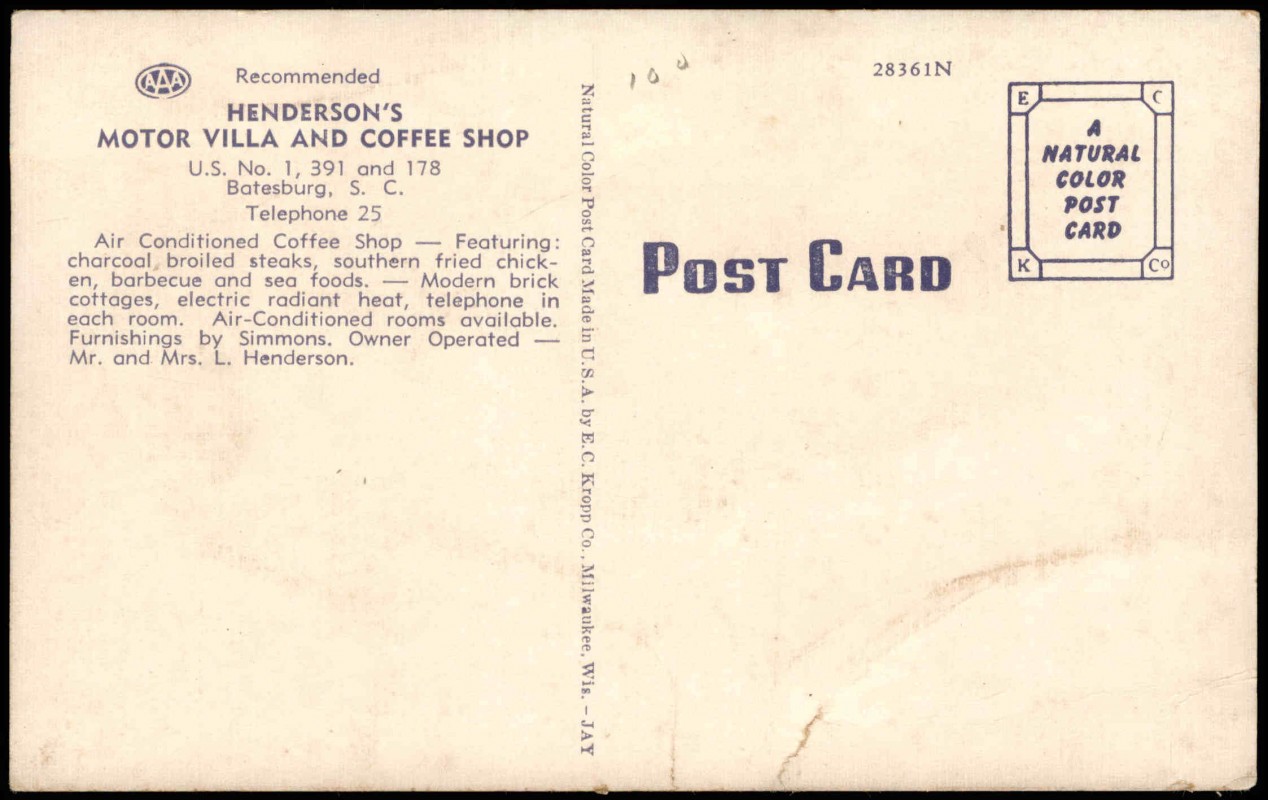 AAA Recommended
HENDERSON'S
MOTOR VILLA AND COFFEE SHOP
U.S. No. 1, 391 and 178
Batesburg, S. C.
Telephone 25
Air Conditioned Coffee Shop — Featuring:
charcoal broiled steaks, southern fried chick-
en, barbecue and sea foods. — Modern brick
cottages, electric radiant heat, telephone in
each room. Air-Conditioned rooms available.
Furnishings by Simmons. Owner Operated —
Mr. and Mrs. L. Henderson.
Natural Color Post Card Made in U.S.A. by E. C. Kropp Co., Milwaukee, Wis. – JAY
100
28361N
POST CARD
E C
A
NATURAL
COLOR
POST
CARD
K Co